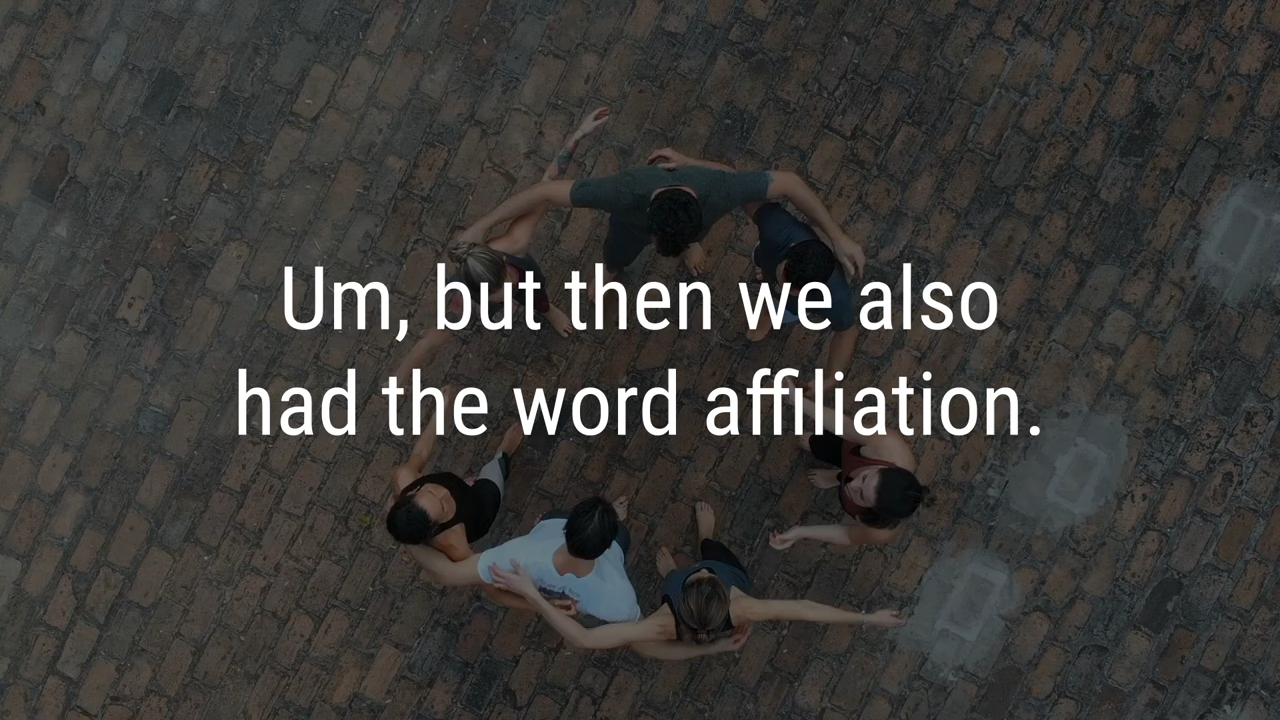 Um, but then we also
had the word affiliation.